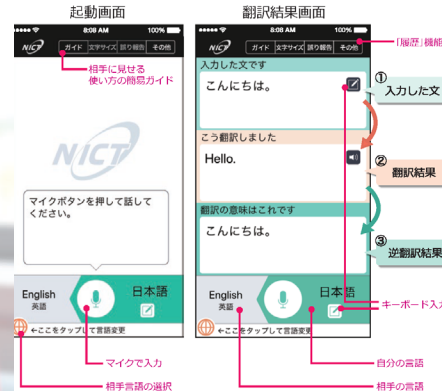 起動画面
8:08 AM 100%
NICT
ガイド 文字サイズ 誤り報告 その他
相手に見せる
使い方の簡易ガイド
NICT
マイクボタンを押して話して
ください。
English
英語
日本語
←ここをタップして言語変更
マイクで入力
相手言語の選択
翻訳結果画面
8:08 AM 100%
NICT
ガイド 文字サイズ 誤り報告 その他
「履歴」機能
入力した文です
こんにちは。
① 入力した文
こう翻訳しました
Hello.
② 翻訳結果
翻訳の意味はこれです
こんにちは。
③ 逆翻訳結果
English
英語
日本語
キーボード入
←ここをタップして言語変更
自分の言語
相手の言語